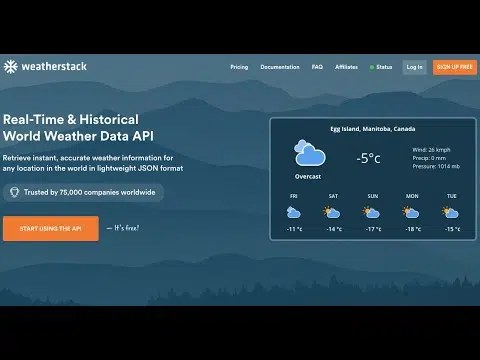 weatherstack
Pricing Documentation FAQ Affiliates Status Log In SIGN UP FREE
Real-Time & Historical
World Weather Data API
Retrieve instant, accurate weather information for
any location in the world in lightweight JSON format
Trusted by 75,000 companies worldwide
START USING THE API — It's free!
Egg Island, Manitoba, Canada
Overcast
-5°c
Wind: 26 kmph
Precip: 0 mm
Pressure: 1014 mb
FRI SAT SUN MON TUE
-11 °c -14 °c -17 °c -18 °c -15 °c